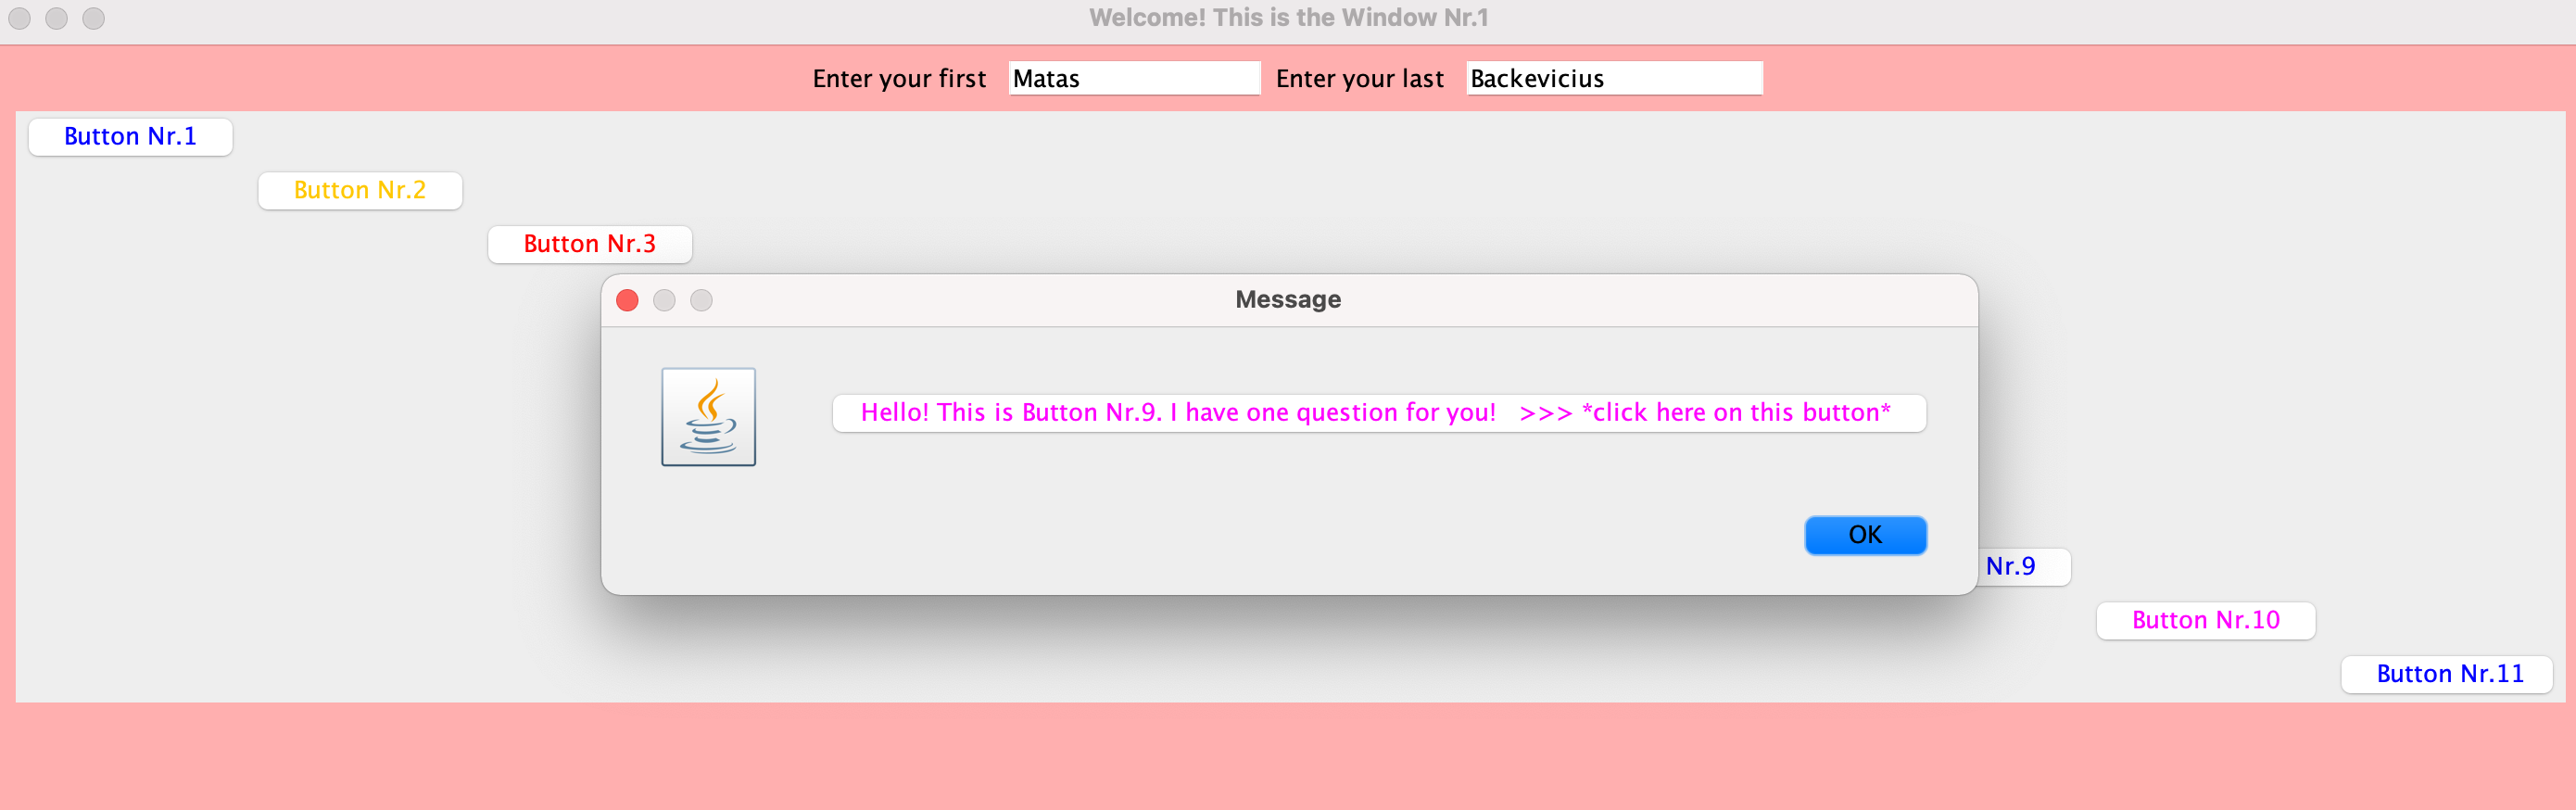 Welcome! This is the Window Nr.1
Enter your first Matas Enter your last Backevicius
Button Nr.1
Button Nr.2
Button Nr.3
Message
Hello! This is Button Nr.9. I have one question for you! >>> *click here on this button*
OK
Nr.9
Button Nr.10
Button Nr.11